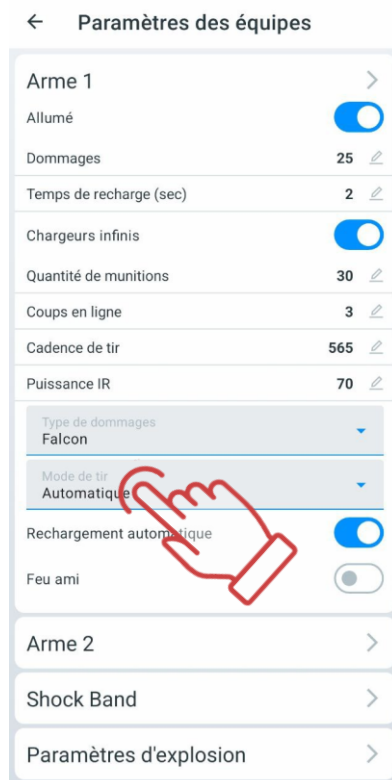 Paramètres des équipes
Arme 1
Allumé
Dommages 25
Temps de recharge (sec) 2
Chargeurs infinis
Quantité de munitions 30
Coups en ligne 3
Cadence de tir 565
Puissance IR 70
Type de dommages
Falcon
Mode de tir
Automatique
Rechargement automatique
Feu ami
Arme 2
Shock Band
Paramètres d'explosion